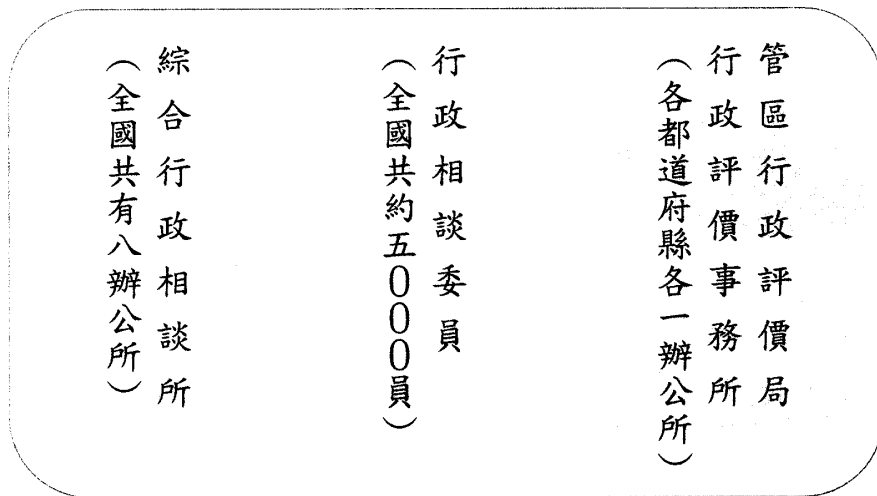 管區行政評價局
行政評價事務所
（各都道府縣各一辦公所）
行政相談委員
（全國共約五000員）
綜合行政相談所
（全國共有八辦公所）